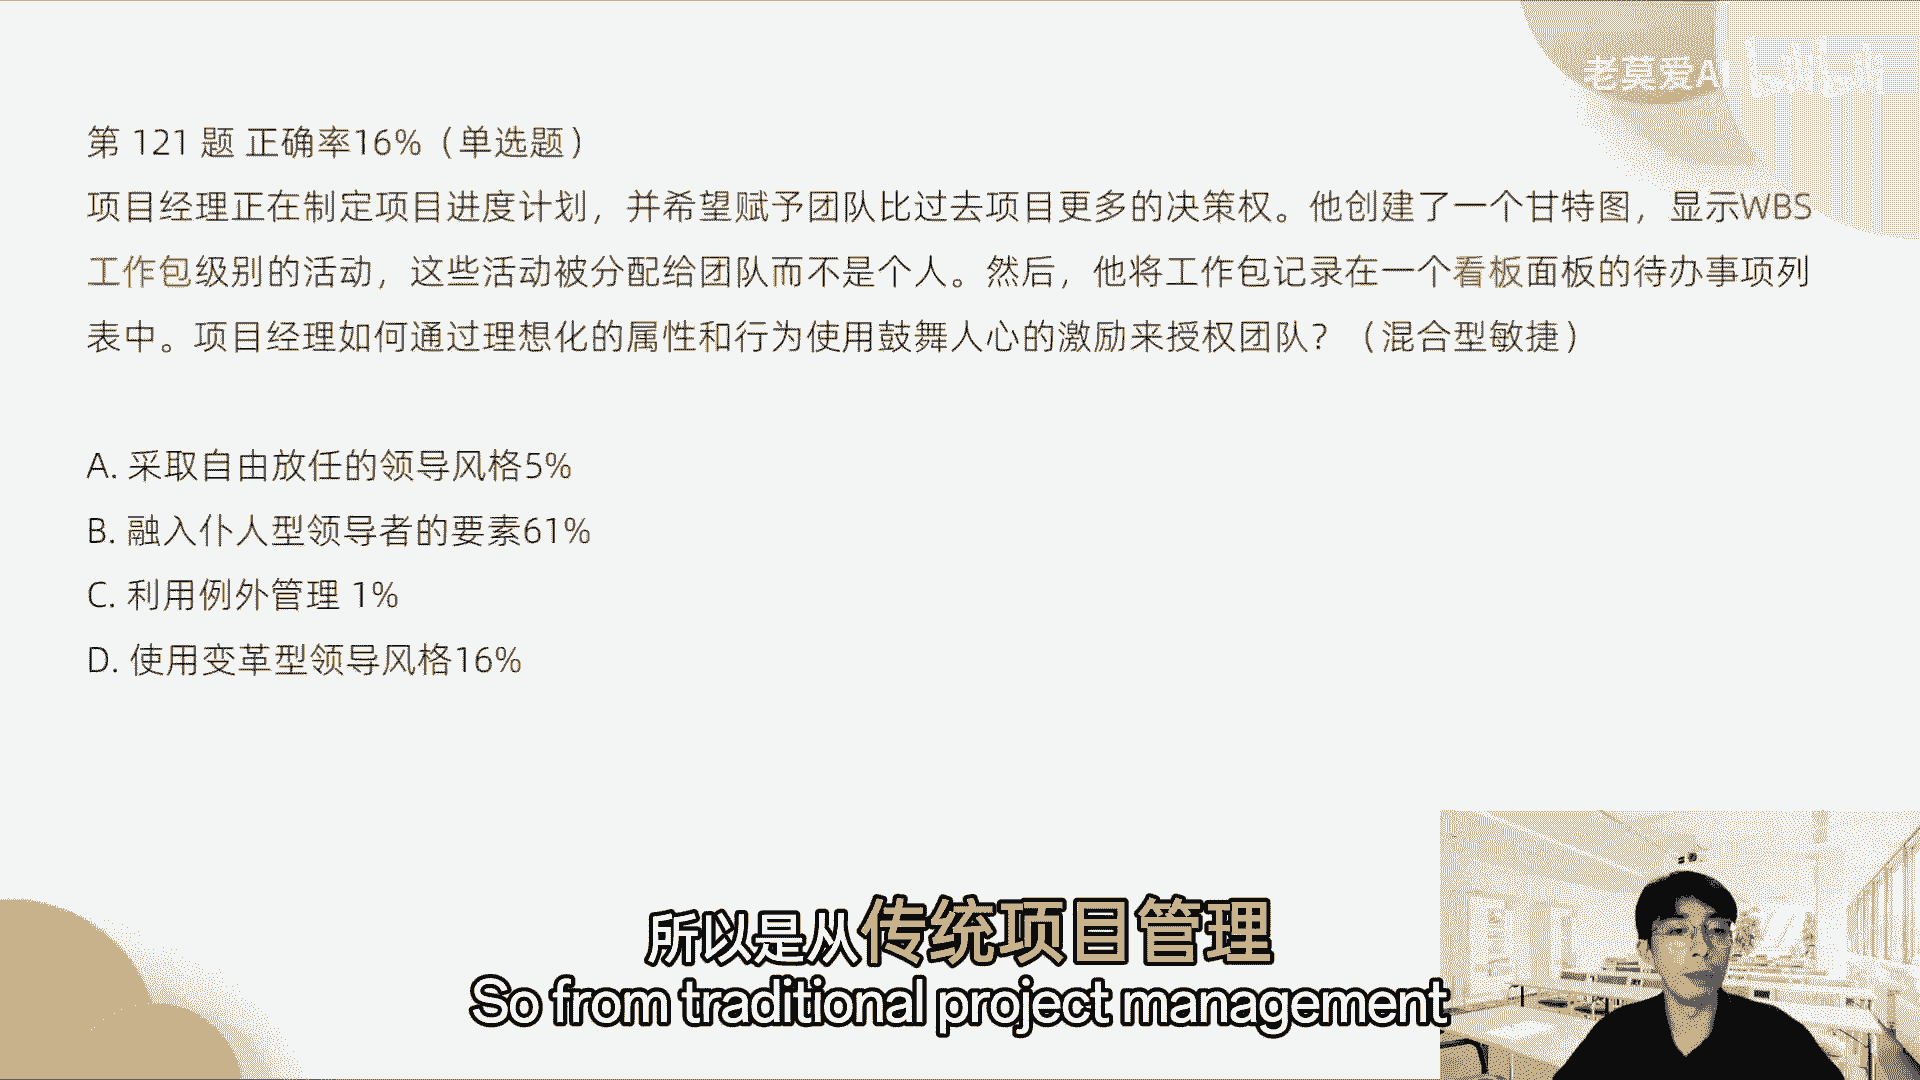 老莫爱AI bilibili
第 121 题 正确率16%（单选题）
项目经理正在制定项目进度计划，并希望赋予团队比过去项目更多的决策权。他创建了一个甘特图，显示WBS
工作包级别的活动，这些活动被分配给团队而不是个人。然后，他将工作包记录在一个看板面板的待办事项列
表中。项目经理如何通过理想化的属性和行为使用鼓舞人心的激励来授权团队？（混合型敏捷）
A. 采取自由放任的领导风格5%
B. 融入仆人型领导者的要素61%
C. 利用例外管理 1%
D. 使用变革型领导风格16%
所以是从传统项目管理
So from traditional project management